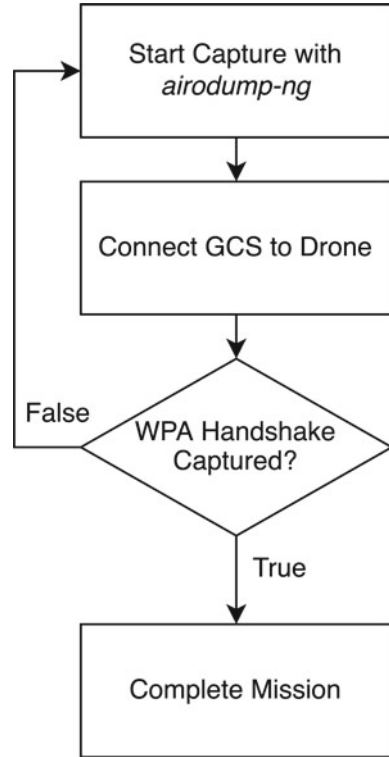 Start Capture with
airodump-ng
Connect GCS to Drone
False
WPA Handshake
Captured?
True
Complete Mission